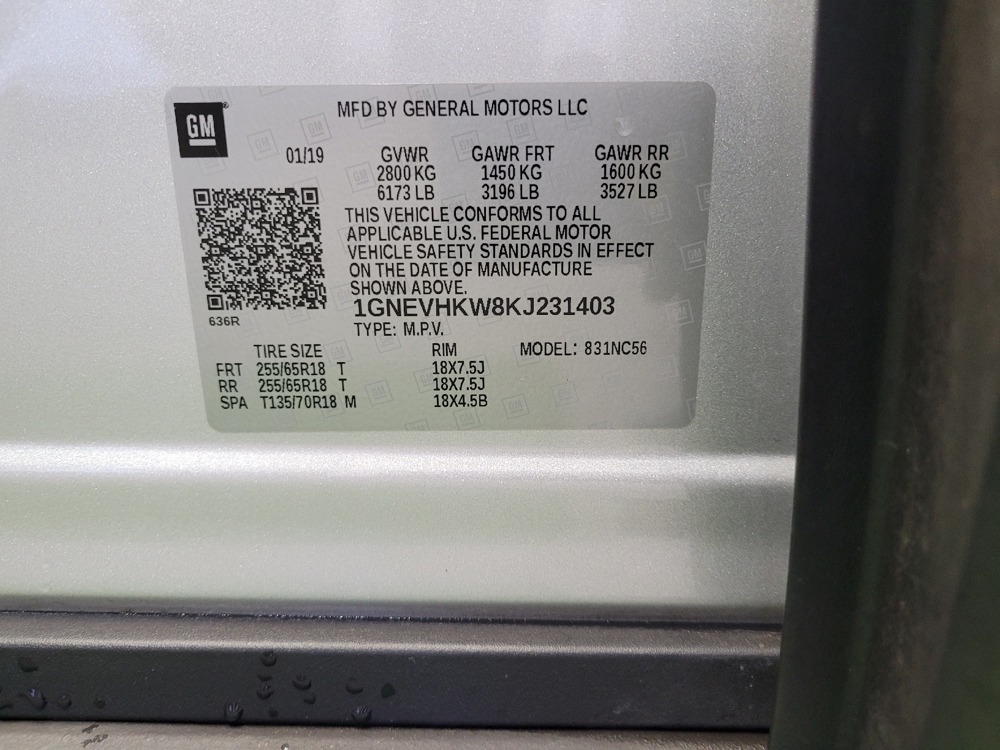 GM
MFD BY GENERAL MOTORS LLC
01/19 GVWR GAWR FRT GAWR RR
2800 KG 1450 KG 1600 KG
6173 LB 3196 LB 3527 LB
THIS VEHICLE CONFORMS TO ALL
APPLICABLE U.S. FEDERAL MOTOR
VEHICLE SAFETY STANDARDS IN EFFECT
ON THE DATE OF MANUFACTURE
SHOWN ABOVE.
1GNEVHKW8KJ231403
636R
TYPE: M.P.V.
TIRE SIZE RIM MODEL: 831NC56
FRT 255/65R18 T 18X7.5J
RR 255/65R18 T 18X7.5J
SPA T135/70R18 M 18X4.5B